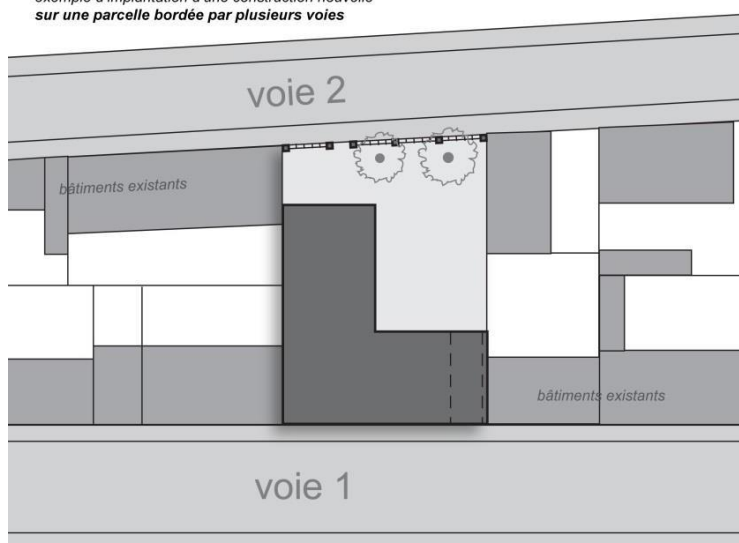 exemple d'implantation d'une construction nouvelle
sur une parcelle bordée par plusieurs voies
voie 2
bâtiments existants
bâtiments existants
voie 1